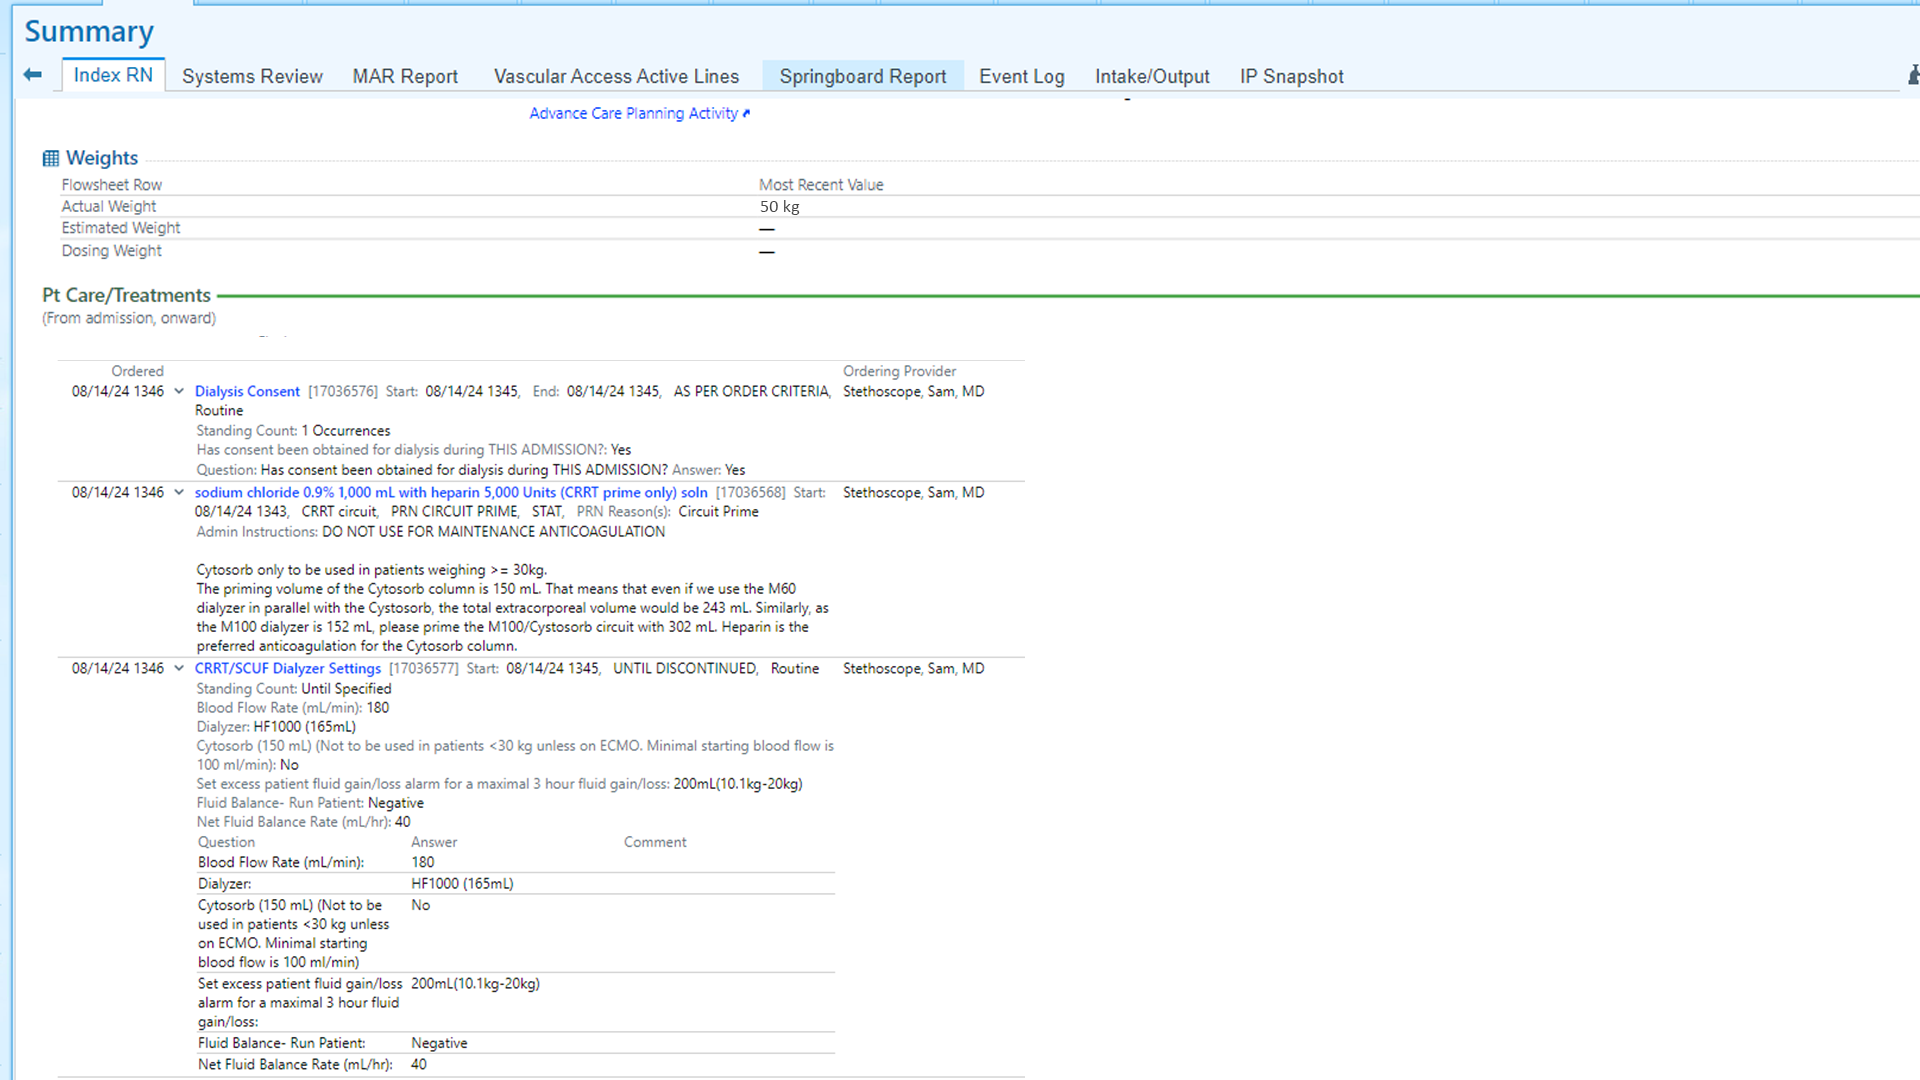 Summary
Index RN Systems Review MAR Report Vascular Access Active Lines Springboard Report Event Log Intake/Output IP Snapshot
Advance Care Planning Activity
Weights
Flowsheet Row Most Recent Value
Actual Weight 50 kg
Estimated Weight —
Dosing Weight —
Pt Care/Treatments
(From admission, onward)
Ordered Ordering Provider
08/14/24 1346 Dialysis Consent [17036576] Start: 08/14/24 1345, End: 08/14/24 1345, AS PER ORDER CRITERIA, Stethoscope, Sam, MD
Routine
Standing Count: 1 Occurrences
Has consent been obtained for dialysis during THIS ADMISSION?: Yes
Question: Has consent been obtained for dialysis during THIS ADMISSION? Answer: Yes
08/14/24 1346 sodium chloride 0.9% 1,000 mL with heparin 5,000 Units (CRRT prime only) soln [17036568] Start: Stethoscope, Sam, MD
08/14/24 1343, CRRT circuit, PRN CIRCUIT PRIME, STAT, PRN Reason(s): Circuit Prime
Admin Instructions: DO NOT USE FOR MAINTENANCE ANTICOAGULATION
Cytosorb only to be used in patients weighing >= 30kg.
The priming volume of the Cytosorb column is 150 mL. That means that even if we use the M60
dialyzer in parallel with the Cystosorb, the total extracorporeal volume would be 243 mL. Similarly, as
the M100 dialyzer is 152 mL, please prime the M100/Cystosorb circuit with 302 mL. Heparin is the
preferred anticoagulation for the Cytosorb column.
08/14/24 1346 CRRT/SCUF Dialyzer Settings [17036577] Start: 08/14/24 1345, UNTIL DISCONTINUED, Routine Stethoscope, Sam, MD
Standing Count: Until Specified
Blood Flow Rate (mL/min): 180
Dialyzer: HF1000 (165mL)
Cytosorb (150 mL) (Not to be used in patients <30 kg unless on ECMO. Minimal starting blood flow is
100 ml/min): No
Set excess patient fluid gain/loss alarm for a maximal 3 hour fluid gain/loss: 200mL(10.1kg-20kg)
Fluid Balance- Run Patient: Negative
Net Fluid Balance Rate (mL/hr): 40
Question Answer Comment
Blood Flow Rate (mL/min): 180
Dialyzer: HF1000 (165mL)
Cytosorb (150 mL) (Not to be No
used in patients <30 kg unless
on ECMO. Minimal starting
blood flow is 100 ml/min)
Set excess patient fluid gain/loss 200mL(10.1kg-20kg)
alarm for a maximal 3 hour fluid
gain/loss:
Fluid Balance- Run Patient: Negative
Net Fluid Balance Rate (mL/hr): 40